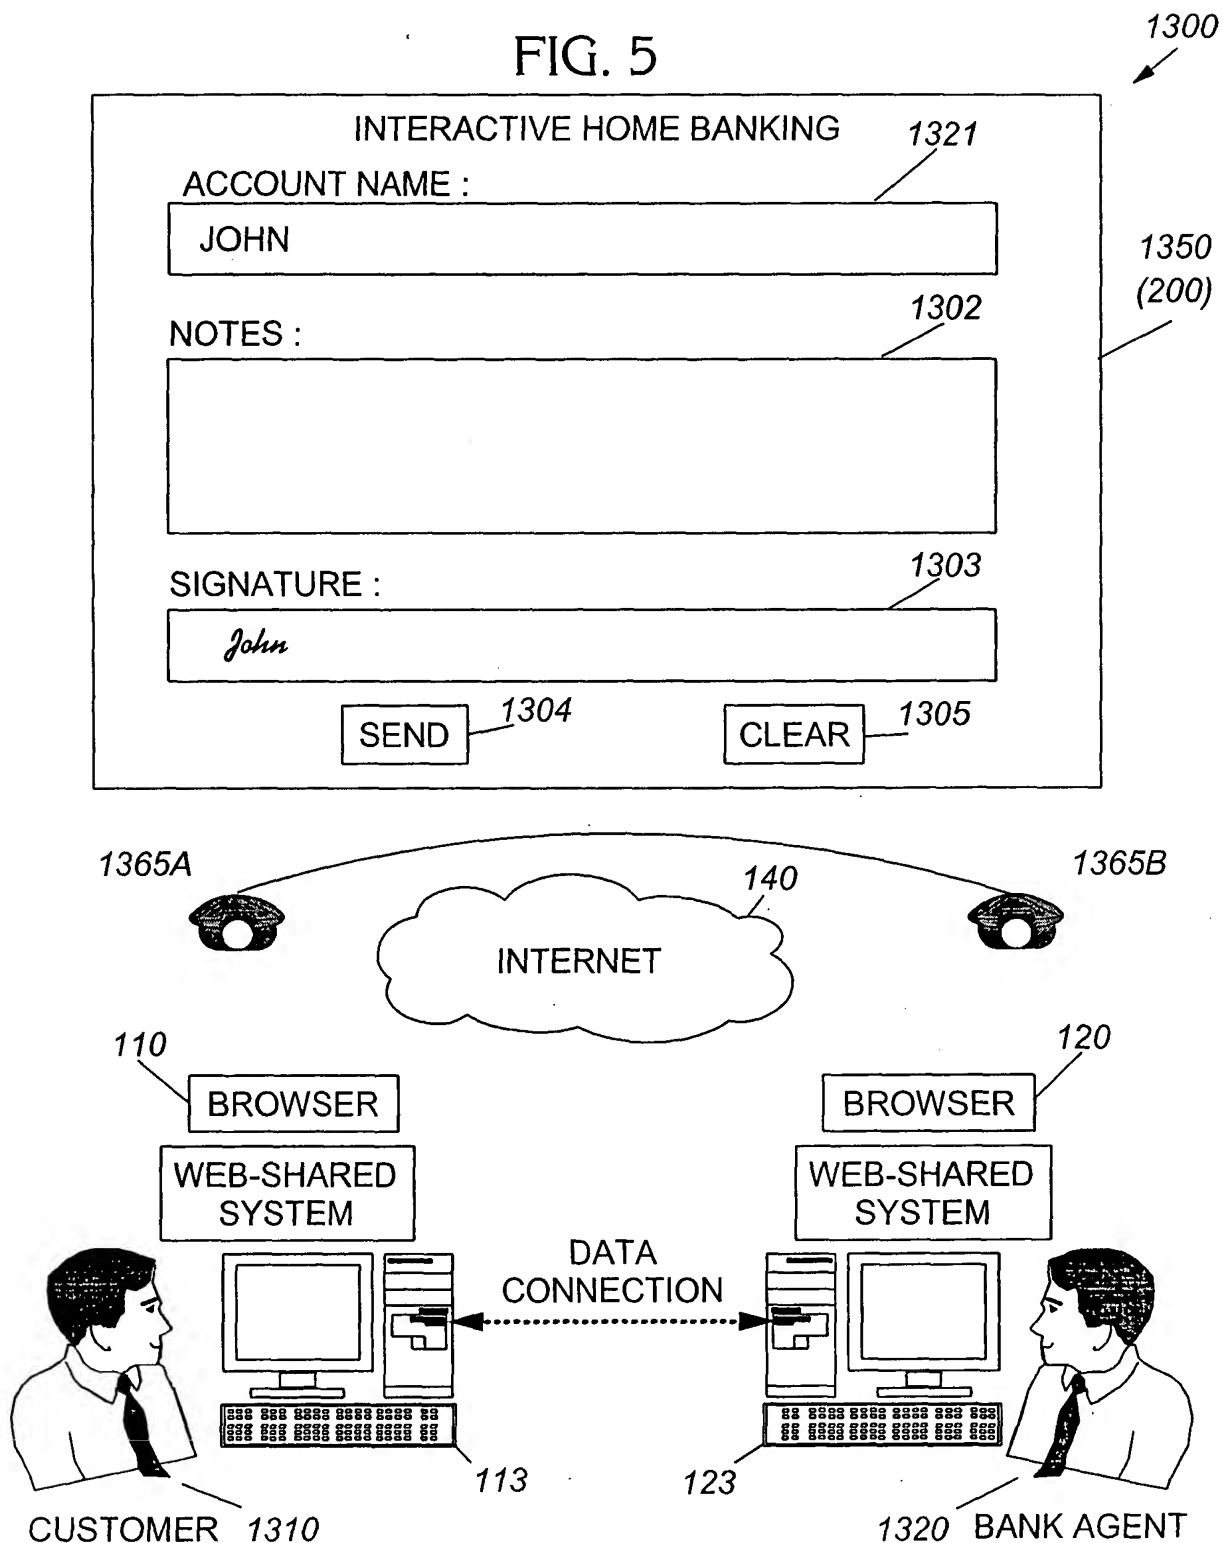 1300
FIG. 5
INTERACTIVE HOME BANKING
1321
ACCOUNT NAME :
JOHN
1350
(200)
1302
NOTES :
1303
SIGNATURE :
John
SEND
1304
CLEAR
1305
1365A
1365B
140
INTERNET
110
120
BROWSER
BROWSER
WEB-SHARED
SYSTEM
WEB-SHARED
SYSTEM
DATA
CONNECTION
113
123
CUSTOMER 1310
1320 BANK AGENT